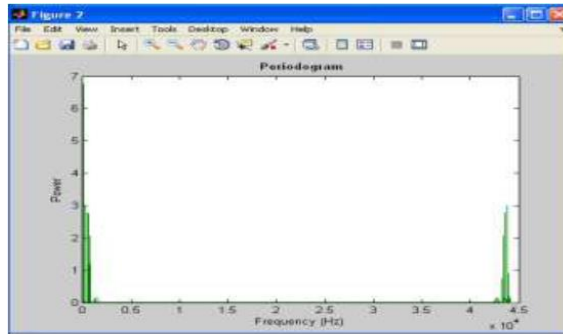 Figure 2
File Edit View Insert Tools Desktop Window Help
Periodogram
7
6
5
4
3
2
1
0
Power
0 0.5 1 1.5 2 2.5 3 3.5 4 4.5
Frequency (Hz)
x 10^4